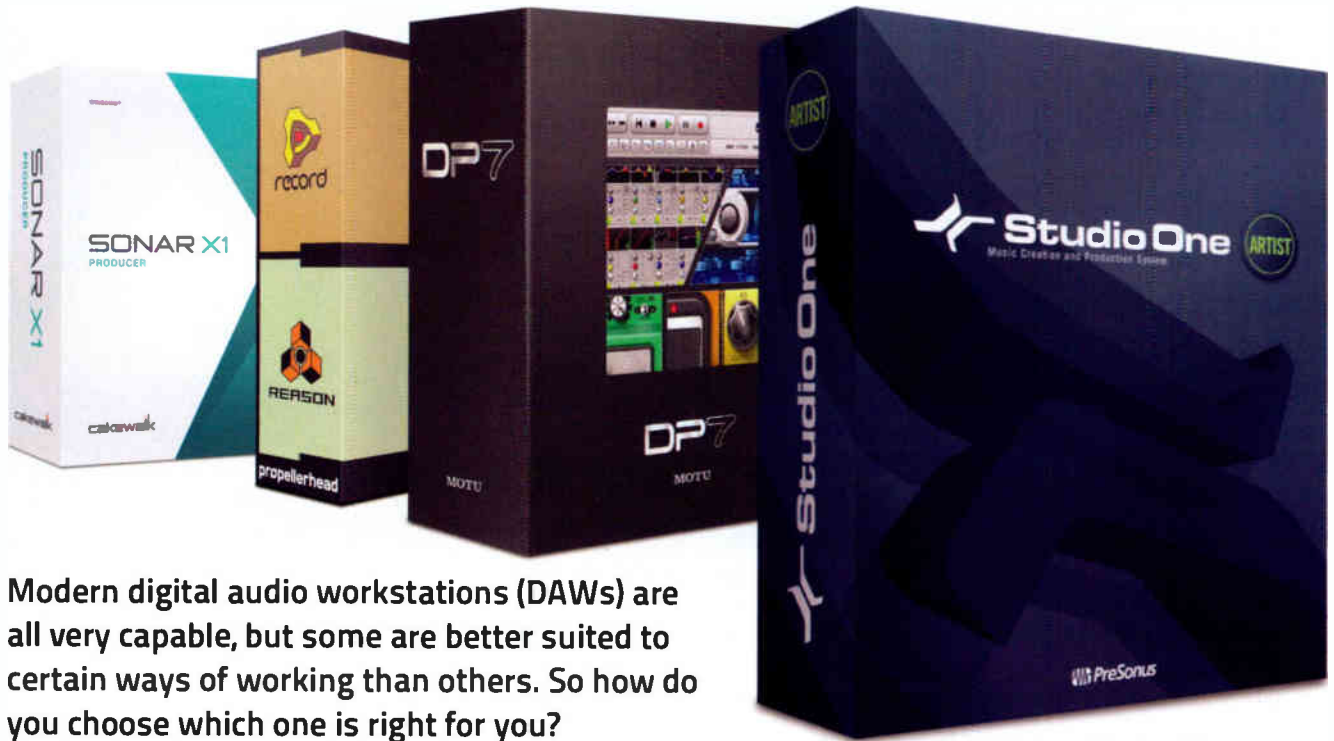 SONAR X1
PRODUCER
cakewalk
SONAR X1
PRODUCER
cakewalk
record
REASON
propellerhead
DP7
MOTU
DP7
MOTU
ARTIST
Studio One
Studio One
ARTIST
Music Creation and Production System
PreSonus
Modern digital audio workstations (DAWs) are
all very capable, but some are better suited to
certain ways of working than others. So how do
you choose which one is right for you?